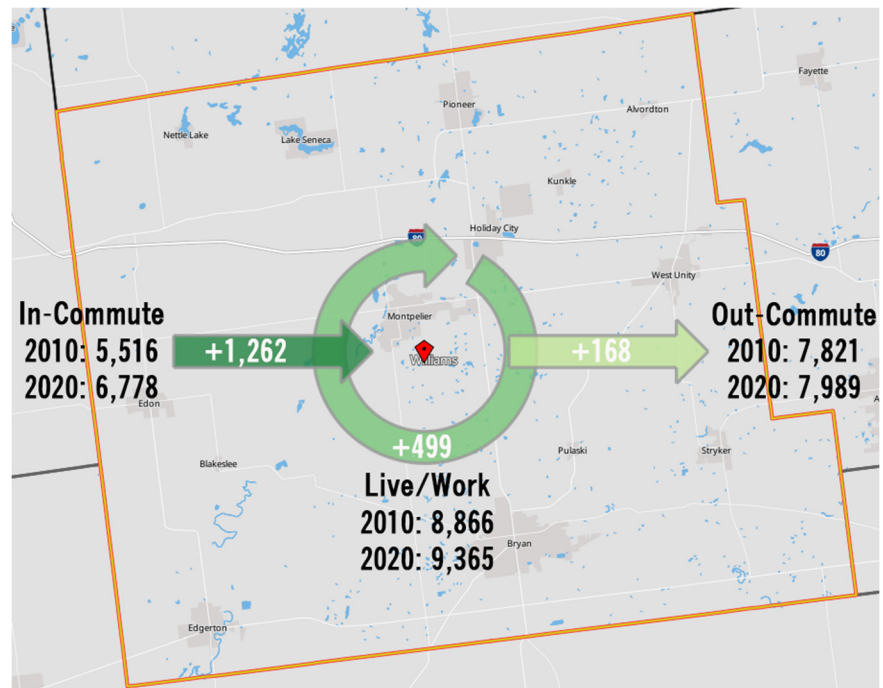 Fayette
Pioneer
Alvordton
Nettle Lake
Lake Seneca
Kunkle
Holiday City
80
80
West Unity
In-Commute
2010: 5,516
2020: 6,778
+1,262
Montpelier
Williams
+168
Out-Commute
2010: 7,821
2020: 7,989
Edon
A
+499
Blakeslee
Pulaski
Stryker
Live/Work
2010: 8,866
2020: 9,365
Bryan
Edgerton